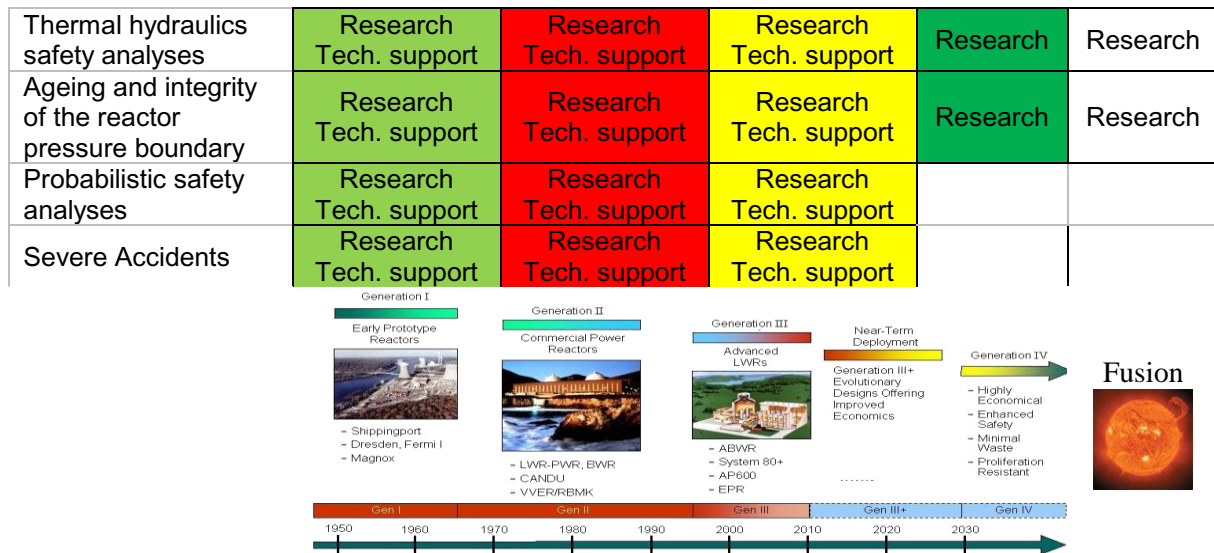 Thermal hydraulics
safety analyses
Research
Tech. support
Research
Tech. support
Research
Tech. support
Research
Research
Ageing and integrity
of the reactor
pressure boundary
Research
Tech. support
Research
Tech. support
Research
Tech. support
Research
Research
Probabilistic safety
analyses
Research
Tech. support
Research
Tech. support
Research
Tech. support
Severe Accidents
Research
Tech. support
Research
Tech. support
Research
Tech. support
Generation I
Early Prototype
Reactors
- Shippingport
- Dresden, Fermi I
- Magnox
Generation II
Commercial Power
Reactors
- LWR-PWR, BWR
- CANDU
- VVER/RBMK
Generation III
Advanced
LWRs
- ABWR
- System 80+
- AP600
- EPR
Near-Term
Deployment
Generation III+
Evolutionary
Designs Offering
Improved
Economics
.......
Generation IV
- Highly
Economical
- Enhanced
Safety
- Minimal
Waste
- Proliferation
Resistant
Fusion
Gen I
Gen II
Gen III
Gen III+
Gen IV
1950
1960
1970
1980
1990
2000
2010
2020
2030